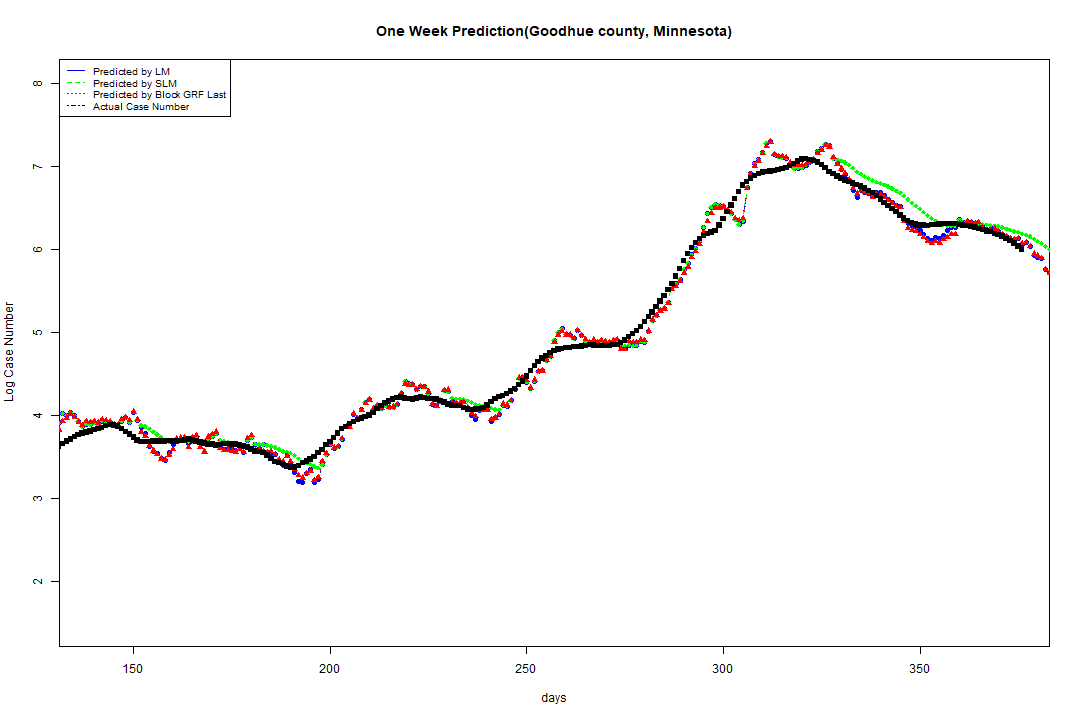 One Week Prediction(Goodhue county, Minnesota)
Predicted by LM
Predicted by SLM
Predicted by Block GRF Last
Actual Case Number
8
7
6
5
4
3
2
Log Case Number
150 200 250 300 350
days